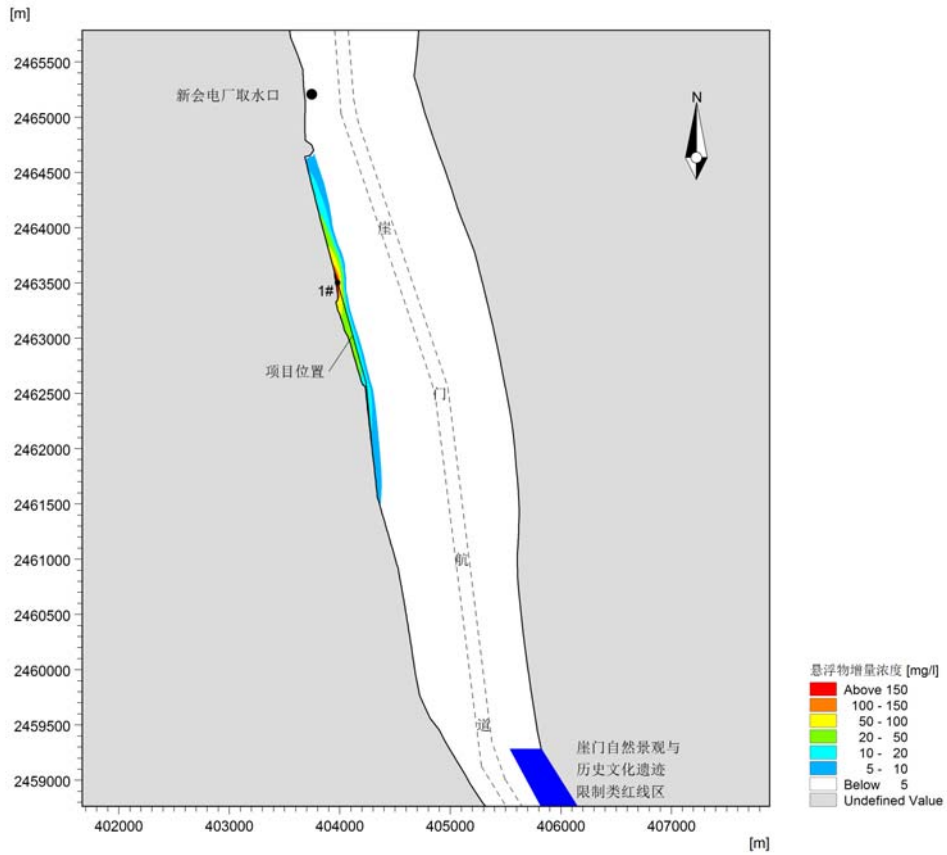 [m]
2465500
新会电厂取水口
2465000
N
2464500
2464000
崖
2463500
1#
2463000
项目位置
2462500
门
2462000
2461500
2461000
航
2460500
2460000
悬浮物增量浓度 [mg/l]
Above 150
100 - 150
50 - 100
20 - 50
10 - 20
5 - 10
Below 5
Undefined Value
2459500
道
崖门自然景观与
历史文化遗迹
限制类红线区
2459000
402000 403000 404000 405000 406000 407000
[m]